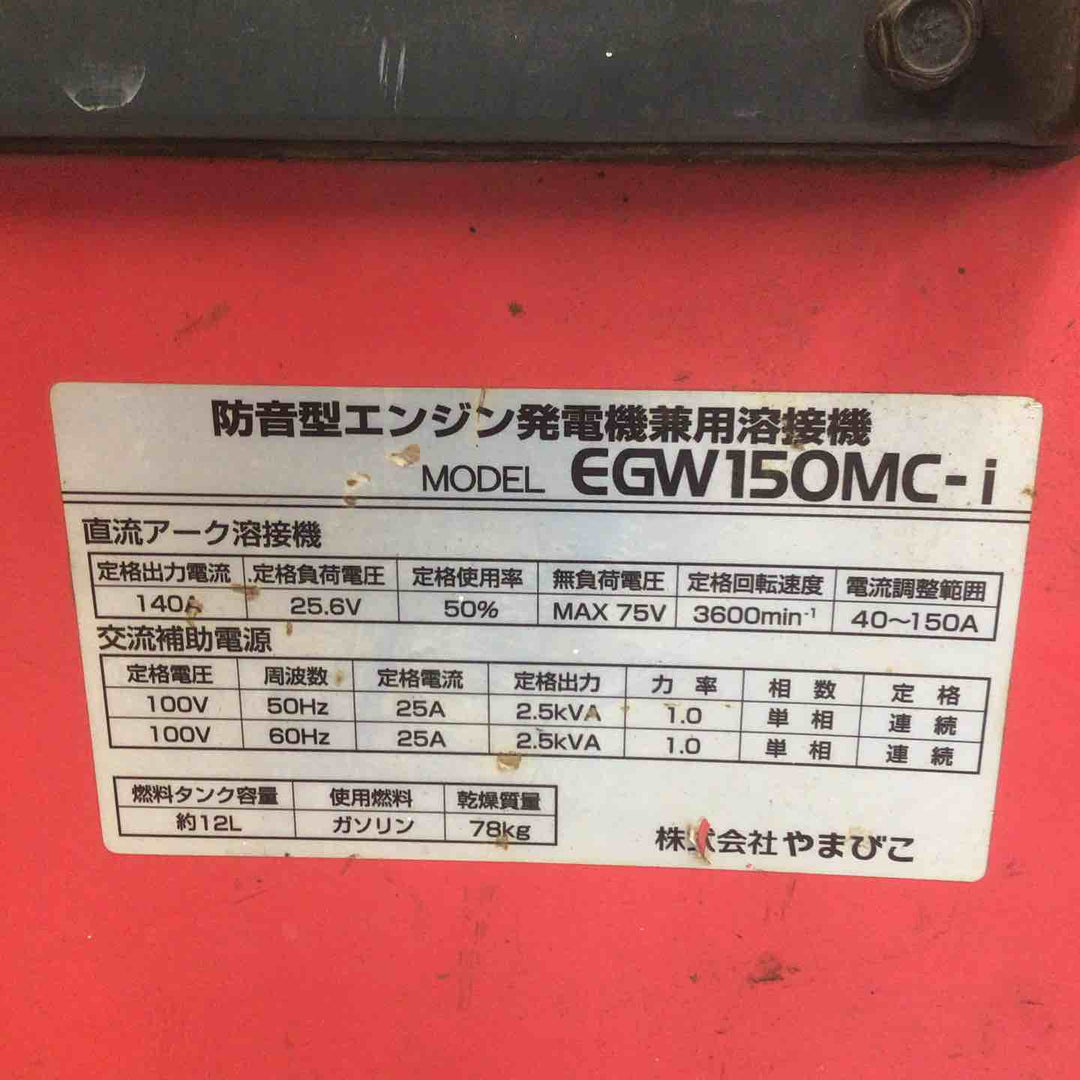 防音型エンジン発電機兼用溶接機
MODEL EGW150MC-i
直流アーク溶接機
定格出力電流 定格負荷電圧 定格使用率 無負荷電圧 定格回転速度 電流調整範囲
140A 25.6V 50% MAX 75V 3600min⁻¹ 40～150A
交流補助電源
定格電圧 周波数 定格電流 定格出力 力率 相数 定格
100V 50Hz 25A 2.5kVA 1.0 単相 連続
100V 60Hz 25A 2.5kVA 1.0 単相 連続
燃料タンク容量 使用燃料 乾燥質量
約12L ガソリン 78kg
株式会社やまびこ